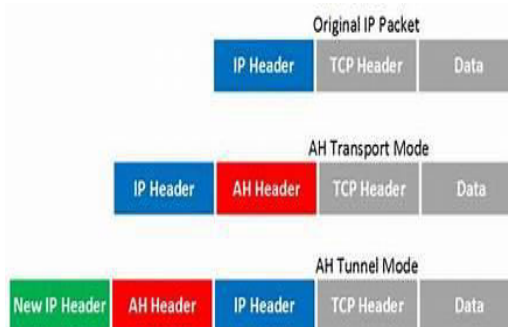 Original IP Packet
IP Header TCP Header Data
AH Transport Mode
IP Header AH Header TCP Header Data
AH Tunnel Mode
New IP Header AH Header IP Header TCP Header Data